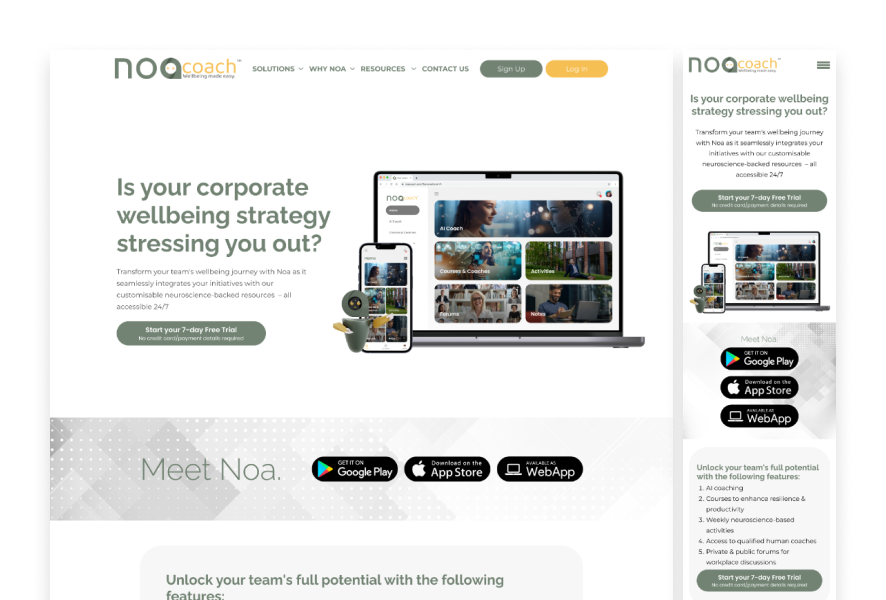 noacoach™
Wellbeing made easy.
SOLUTIONS WHY NOA RESOURCES CONTACT US
Sign Up
Log in
Is your corporate
wellbeing strategy
stressing you out?
Transform your team's wellbeing journey with Noa as it
seamlessly integrates your initiatives with our
customisable neuroscience-backed resources – all
accessible 24/7
Start your 7-day Free Trial
No credit card/payment details required
noacoach
AI Coach
Courses & Coaches
Activities
Forums
Notes
Meet Noa.
GET IT ON
Google Play
Download on the
App Store
AVAILABLE AS
WebApp
Unlock your team's full potential with the following
features:
noacoach™
Wellbeing made easy.
Is your corporate wellbeing
strategy stressing you out?
Transform your team's wellbeing journey
with Noa as it seamlessly integrates your
initiatives with our customisable
neuroscience-backed resources – all
accessible 24/7
Start your 7-day Free Trial
No credit card/payment details required
Meet Noa.
GET IT ON
Google Play
Download on the
App Store
AVAILABLE AS
WebApp
Unlock your team's full potential
with the following features:
1. AI coaching
2. Courses to enhance resilience &
productivity
3. Weekly neuroscience-based
activities
4. Access to qualified human coaches
5. Private & public forums for
workplace discussions
Start your 7-day Free Trial
No credit card/payment details required